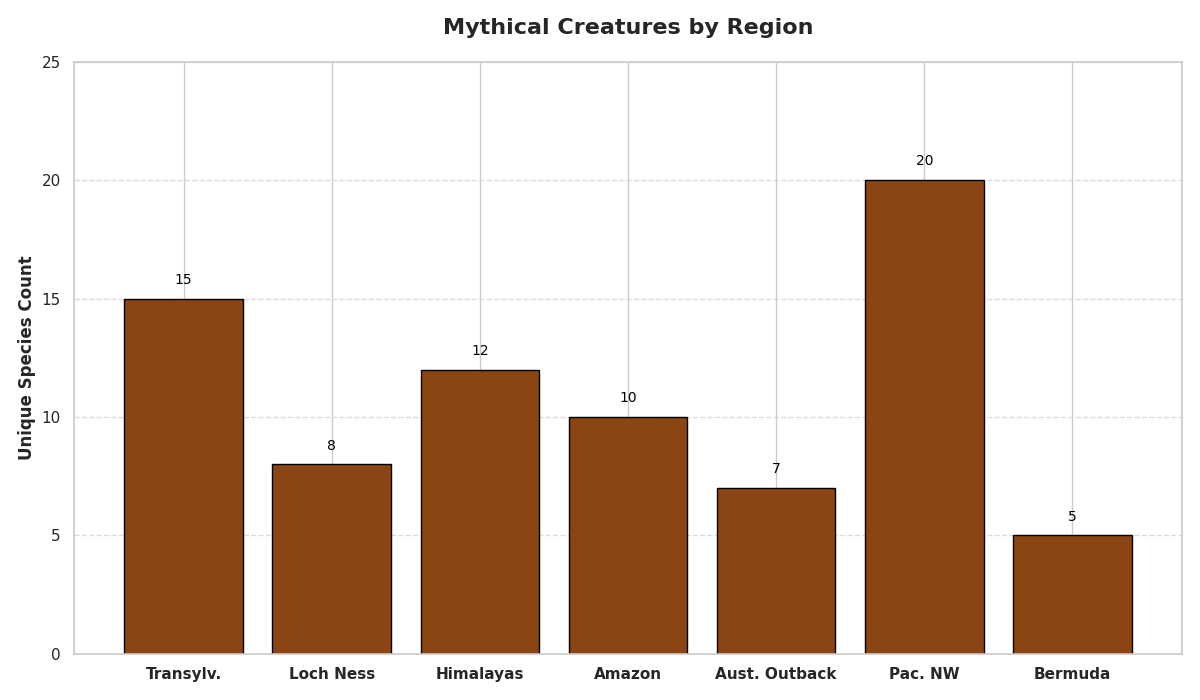 Mythical Creatures by Region
Unique Species Count
25
20
15
10
5
0
15
8
12
10
7
20
5
Transylv.
Loch Ness
Himalayas
Amazon
Aust. Outback
Pac. NW
Bermuda